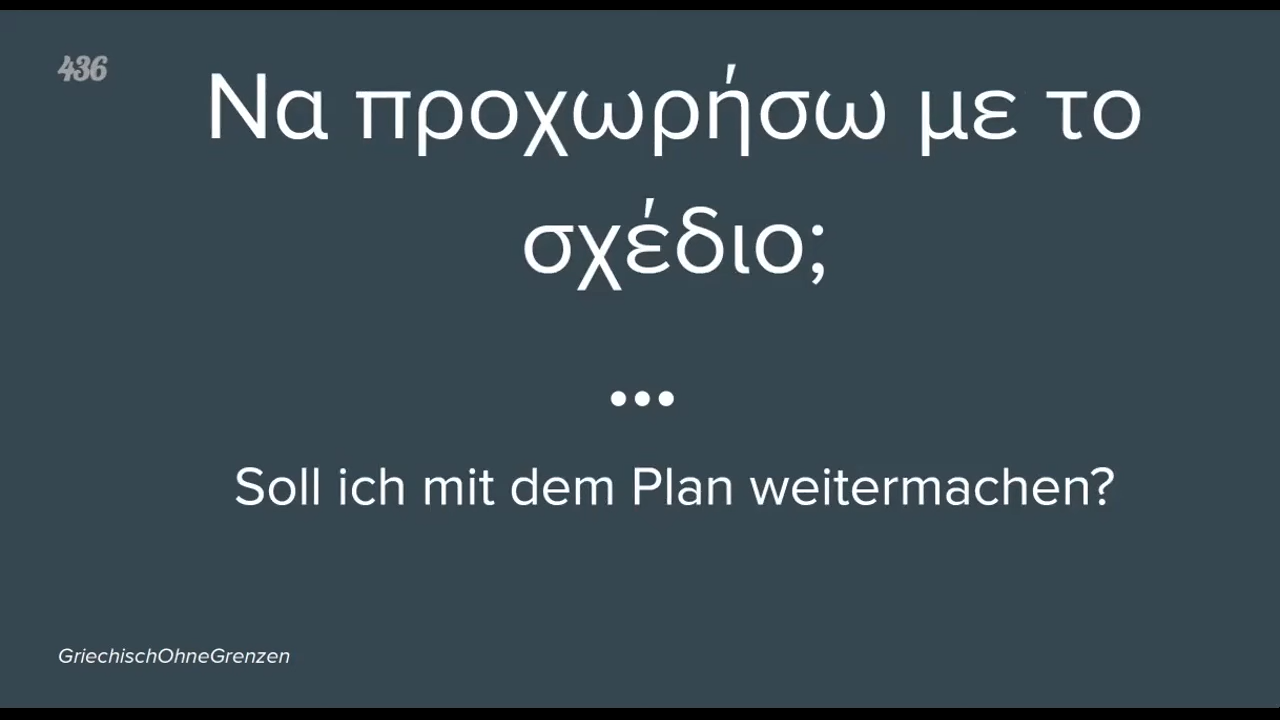 436
Να προχωρήσω με το
σχέδιο;
...
Soll ich mit dem Plan weitermachen?
GriechischOhneGrenzen